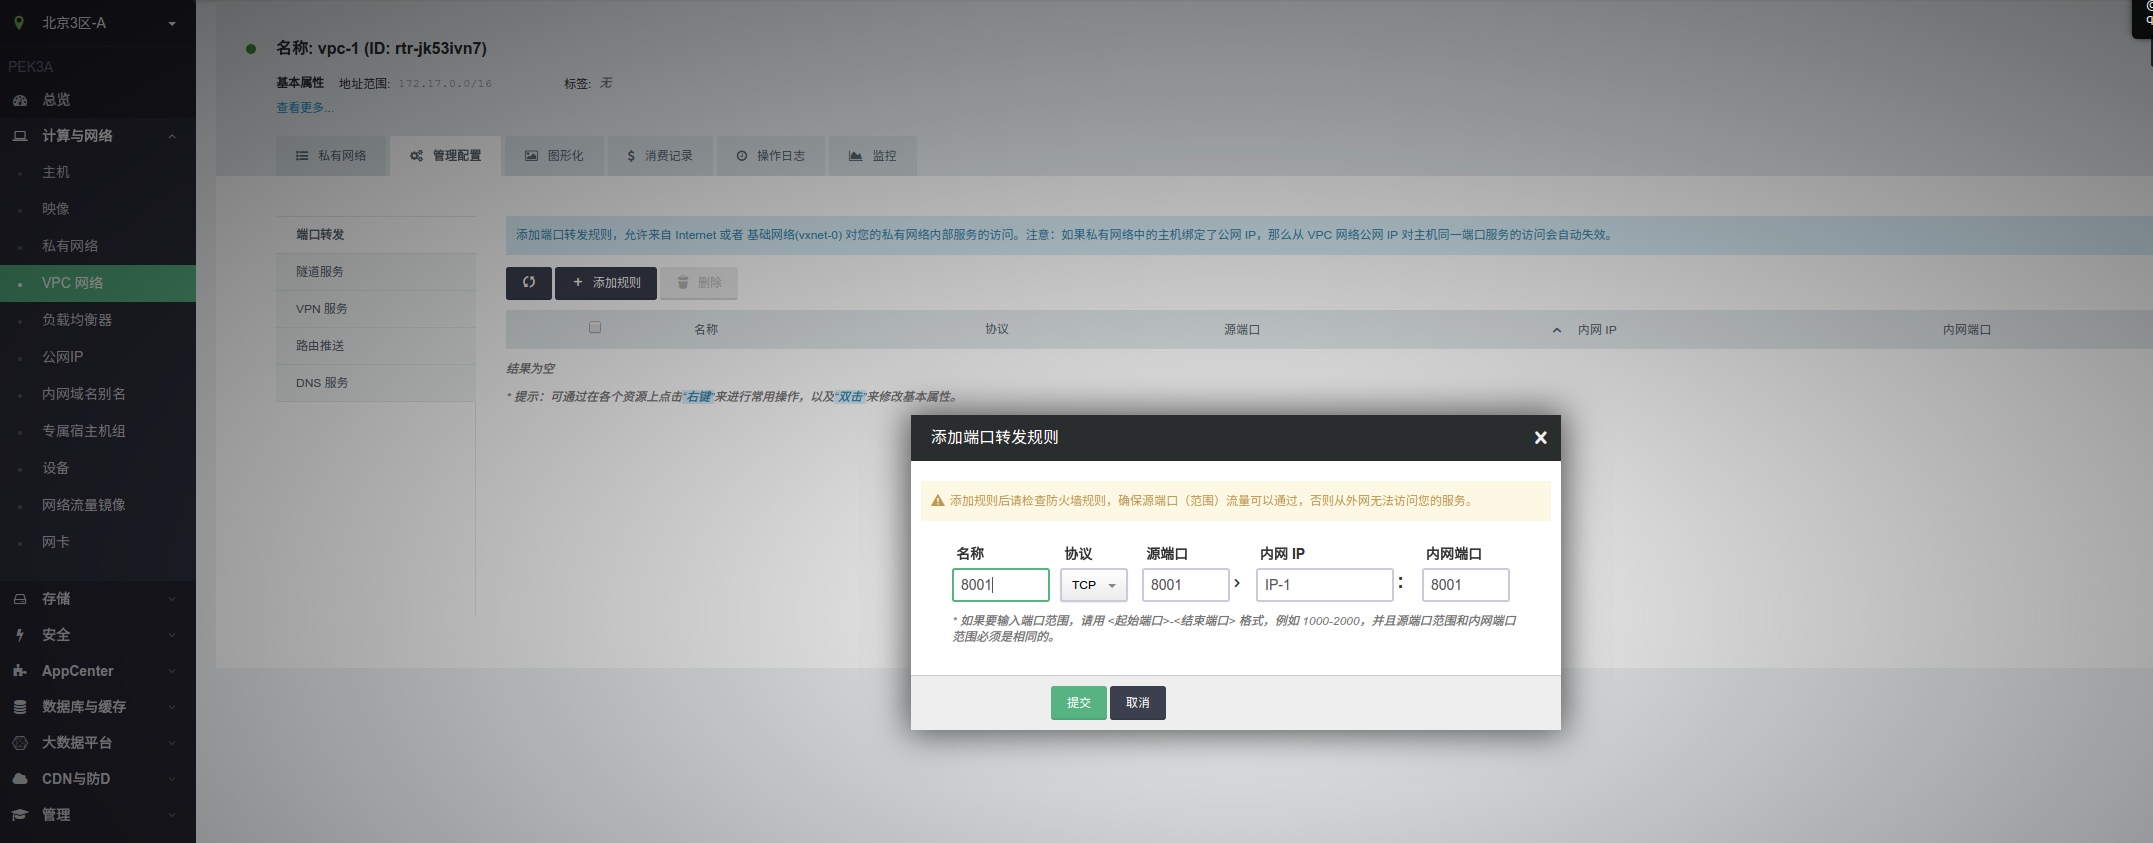 北京3区-A
PEK3A
总览
计算与网络
主机
映像
私有网络
VPC 网络
负载均衡器
公网IP
内网域名别名
专属宿主机组
设备
网络流量镜像
网卡
存储
安全
AppCenter
数据库与缓存
大数据平台
CDN与防D
管理
名称: vpc-1 (ID: rtr-jk53ivn7)
基本属性 地址范围: 172.17.0.0/16 标签: 无
查看更多...
私有网络 管理配置 图形化 消费记录 操作日志 监控
端口转发
隧道服务
VPN 服务
路由推送
DNS 服务
添加端口转发规则，允许来自 Internet 或者 基础网络(vxnet-0) 对您的私有网络内部服务的访问。注意：如果私有网络中的主机绑定了公网 IP，那么从 VPC 网络公网 IP 对主机同一端口服务的访问会自动失效。
+ 添加规则 删除
名称 协议 源端口 内网 IP 内网端口
结果为空
* 提示：可通过在各个资源上点击“右键”来进行常用操作，以及“双击”来修改基本属性。
添加端口转发规则
添加规则后请检查防火墙规则，确保源端口（范围）流量可以通过，否则从外网无法访问您的服务。
名称 协议 源端口 内网 IP 内网端口
8001 TCP 8001 > IP-1 : 8001
* 如果要输入端口范围，请用 <起始端口>-<结束端口> 格式，例如 1000-2000，并且源端口范围和内网端口
范围必须是相同的。
提交 取消